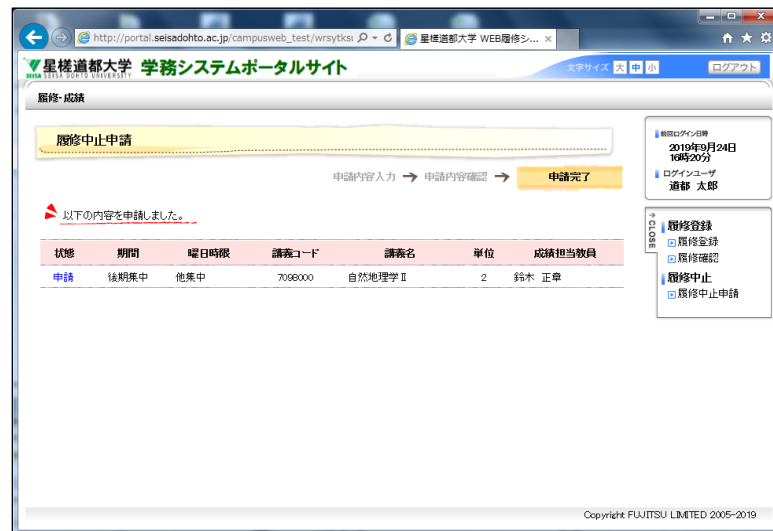 http://portal.seisadohto.ac.jp/campusweb_test/wrsytksi
星槎道都大学 WEB履修シ... ×
星槎道都大学 学務システムポータルサイト
SEISA DOHTO UNIVERSITY
文字サイズ 大 中 小
ログアウト
履修・成績
履修中止申請
申請内容入力 → 申請内容確認 → 申請完了
以下の内容を申請しました。
状態 期間 曜日時限 講義コード 講義名 単位 成績担当教員
申請 後期集中 他集中 7098000 自然地理学Ⅱ 2 鈴木 正章
前回ログイン日時
2019年9月24日
16時20分
ログインユーザ
道都 太郎
↑CLOSE
履修登録
履修登録
履修確認
履修中止
履修中止申請
Copyright FUJITSU LIMITED 2005-2019